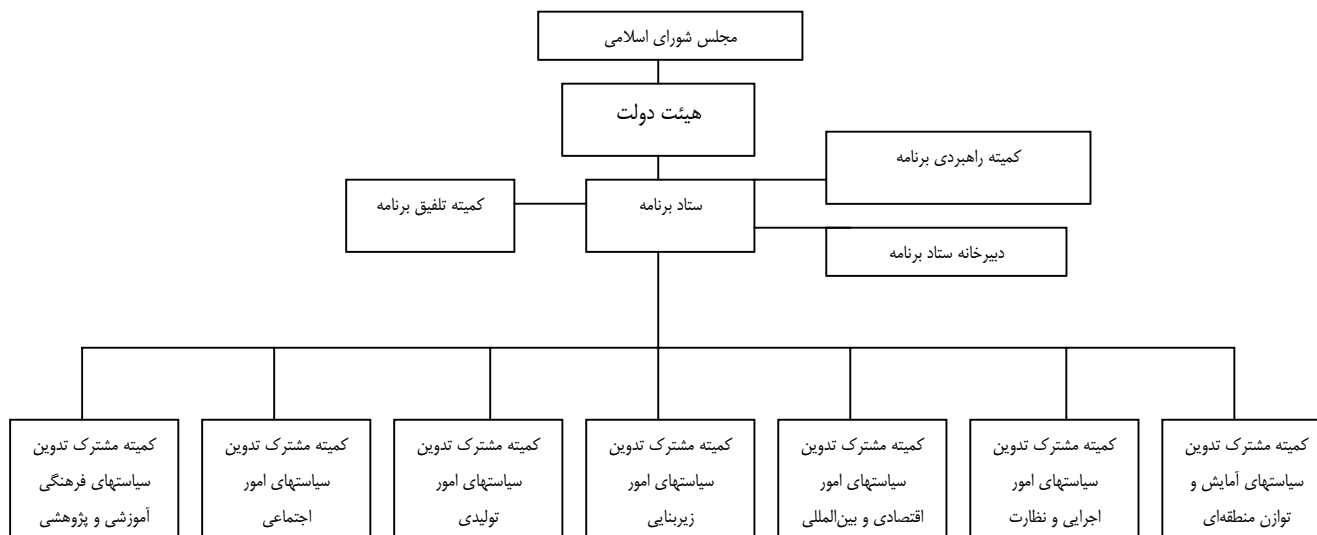 مجلس شورای اسلامی
هیئت دولت
کمیته راهبردی برنامه
ستاد برنامه
کمیته تلفیق برنامه
دبیرخانه ستاد برنامه
کمیته مشترک تدوین
سیاستهای آمایش و
توازن منطقه‌ای
کمیته مشترک تدوین
سیاستهای امور
اجرایی و نظارت
کمیته مشترک تدوین
سیاستهای امور
اقتصادی و بین‌المللی
کمیته مشترک تدوین
سیاستهای امور
زیربنایی
کمیته مشترک تدوین
سیاستهای امور
تولیدی
کمیته مشترک تدوین
سیاستهای امور
اجتماعی
کمیته مشترک تدوین
سیاستهای فرهنگی
آموزشی و پژوهشی